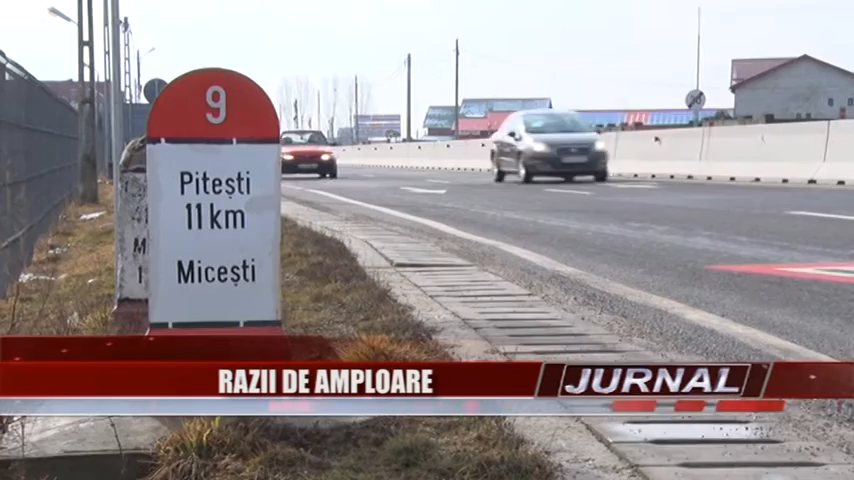 9
Pitești
11 km
Micești
M
RAZII DE AMPLOARE
JURNAL